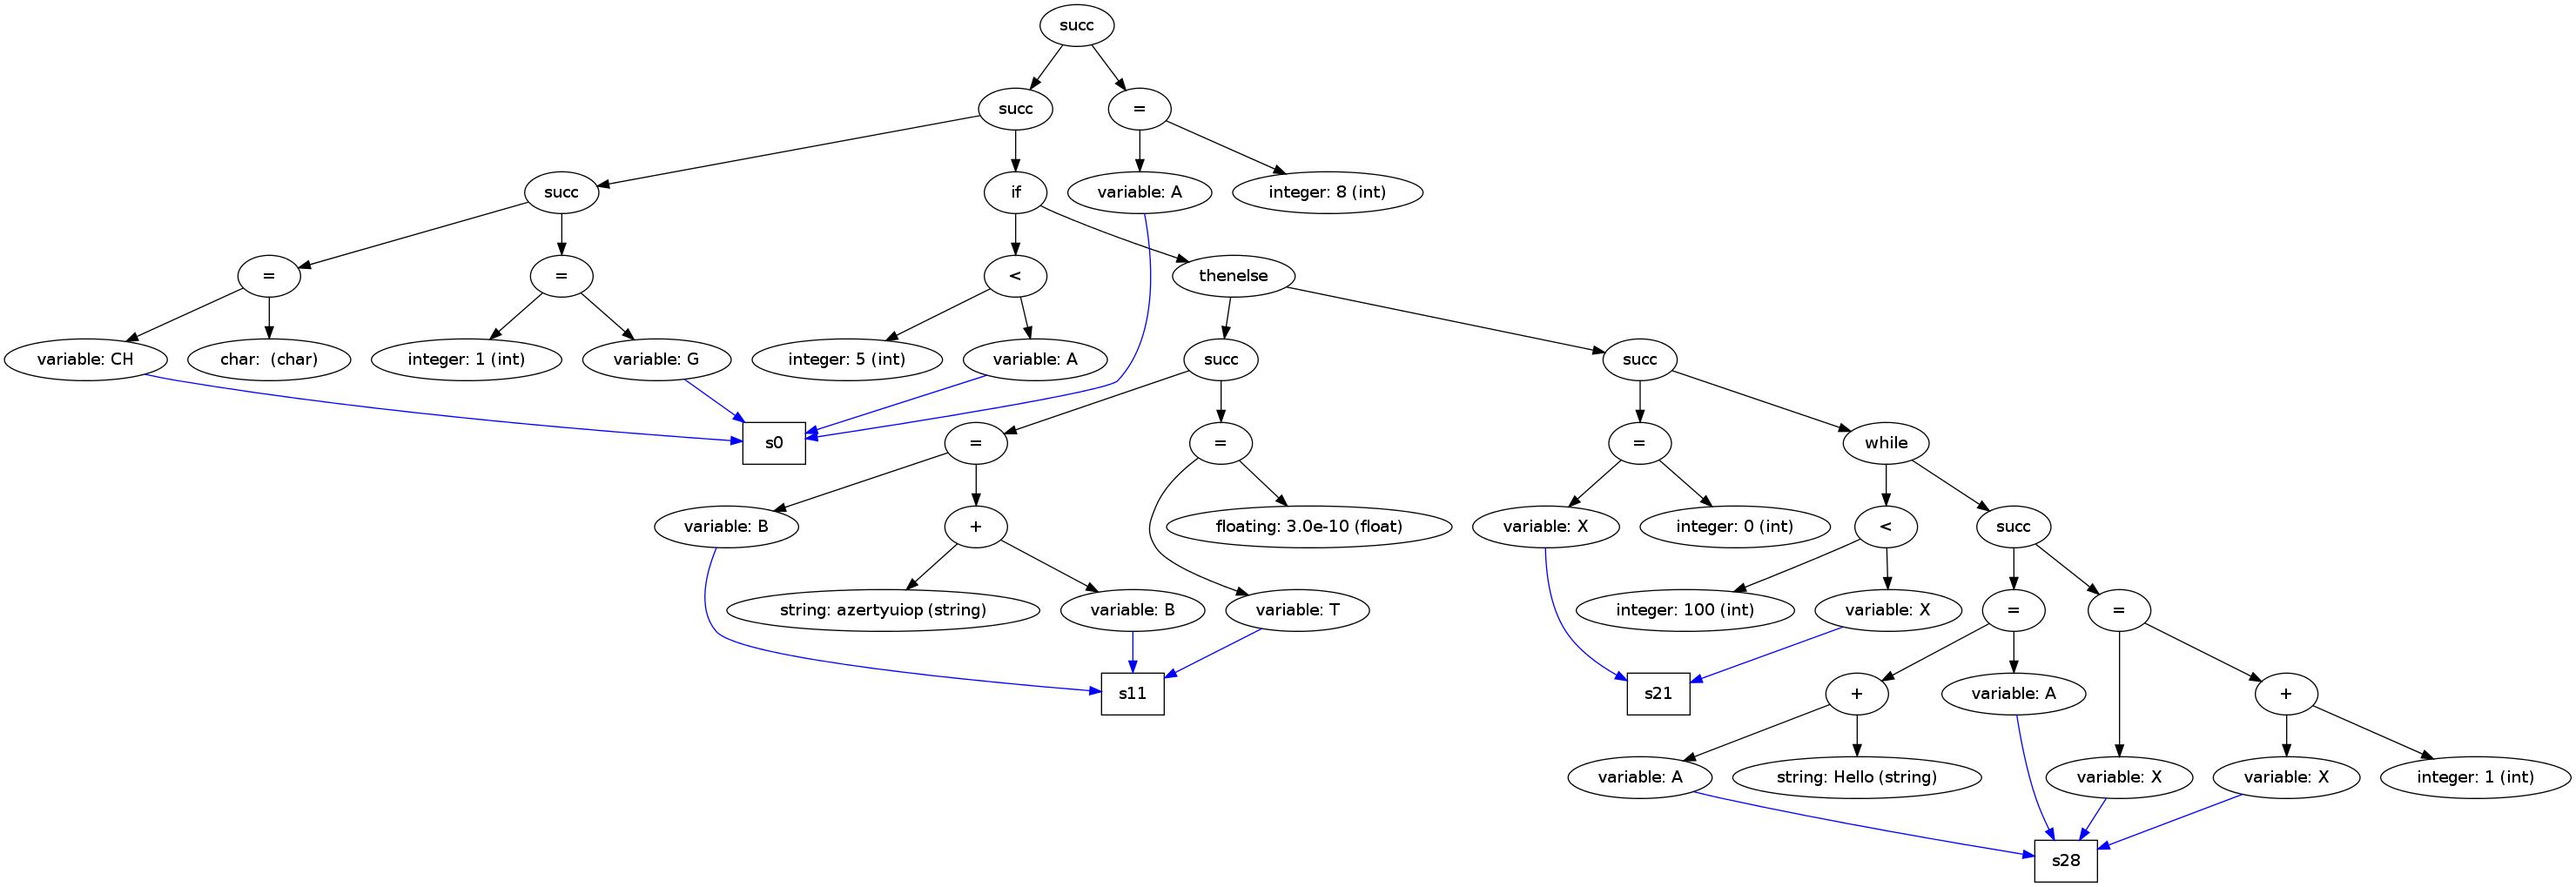 succ
succ
=
succ
if
variable: A
integer: 8 (int)
=
=
<
thenelse
variable: CH
char:  (char)
integer: 1 (int)
variable: G
integer: 5 (int)
variable: A
succ
succ
s0
=
=
=
while
variable: B
+
floating: 3.0e-10 (float)
variable: X
integer: 0 (int)
<
succ
string: azertyuiop (string)
variable: B
variable: T
integer: 100 (int)
variable: X
=
=
s11
s21
+
variable: A
+
variable: A
string: Hello (string)
variable: X
variable: X
integer: 1 (int)
s28